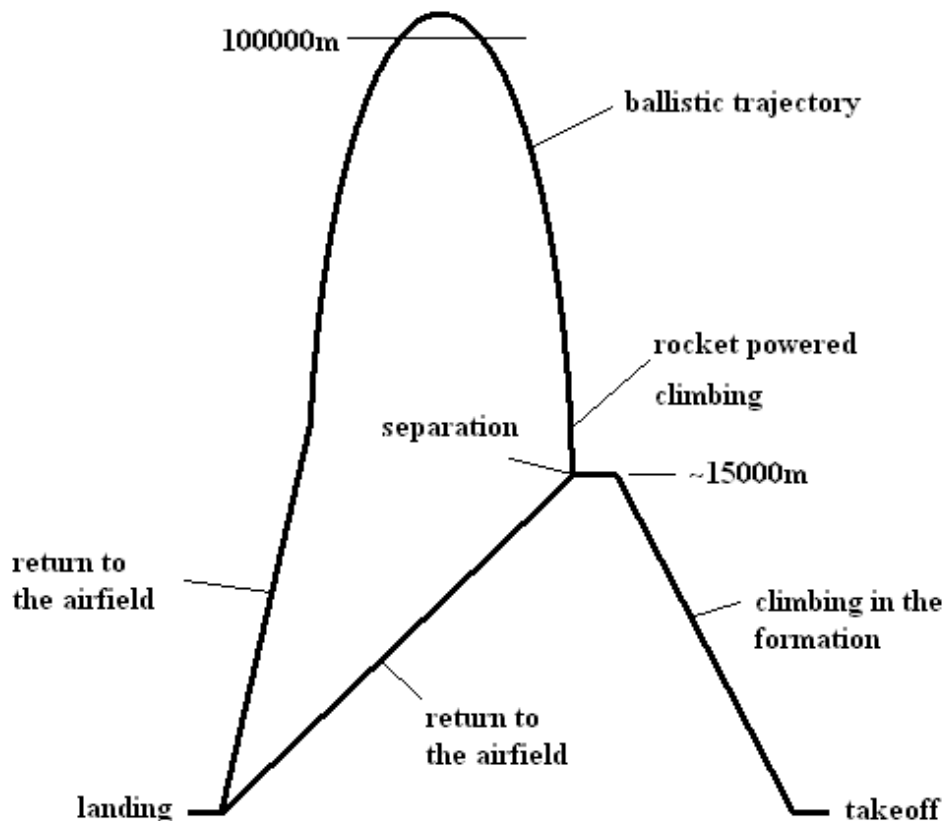 100000m
ballistic trajectory
rocket powered
climbing
separation
~15000m
return to
the airfield
climbing in the
formation
return to
the airfield
landing
takeoff